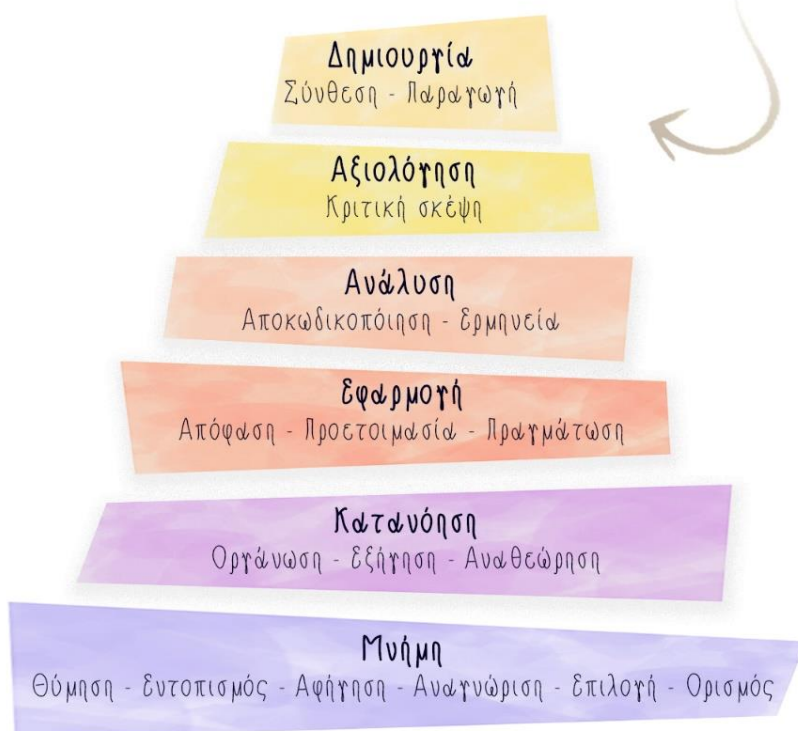 Δημιουργία
Σύνθεση - Παραγωγή
Αξιολόγηση
Κριτική σκέψη
Ανάλυση
Αποκωδικοποίηση - Ερμηνεία
Εφαρμογή
Απόφαση - Προετοιμασία - Πραγμάτωση
Κατανόηση
Οργάνωση - Εξήγηση - Αναθεώρηση
Μνήμη
Θύμηση - Εντοπισμός - Αφήγηση - Αναγνώριση - Επιλογή - Ορισμός